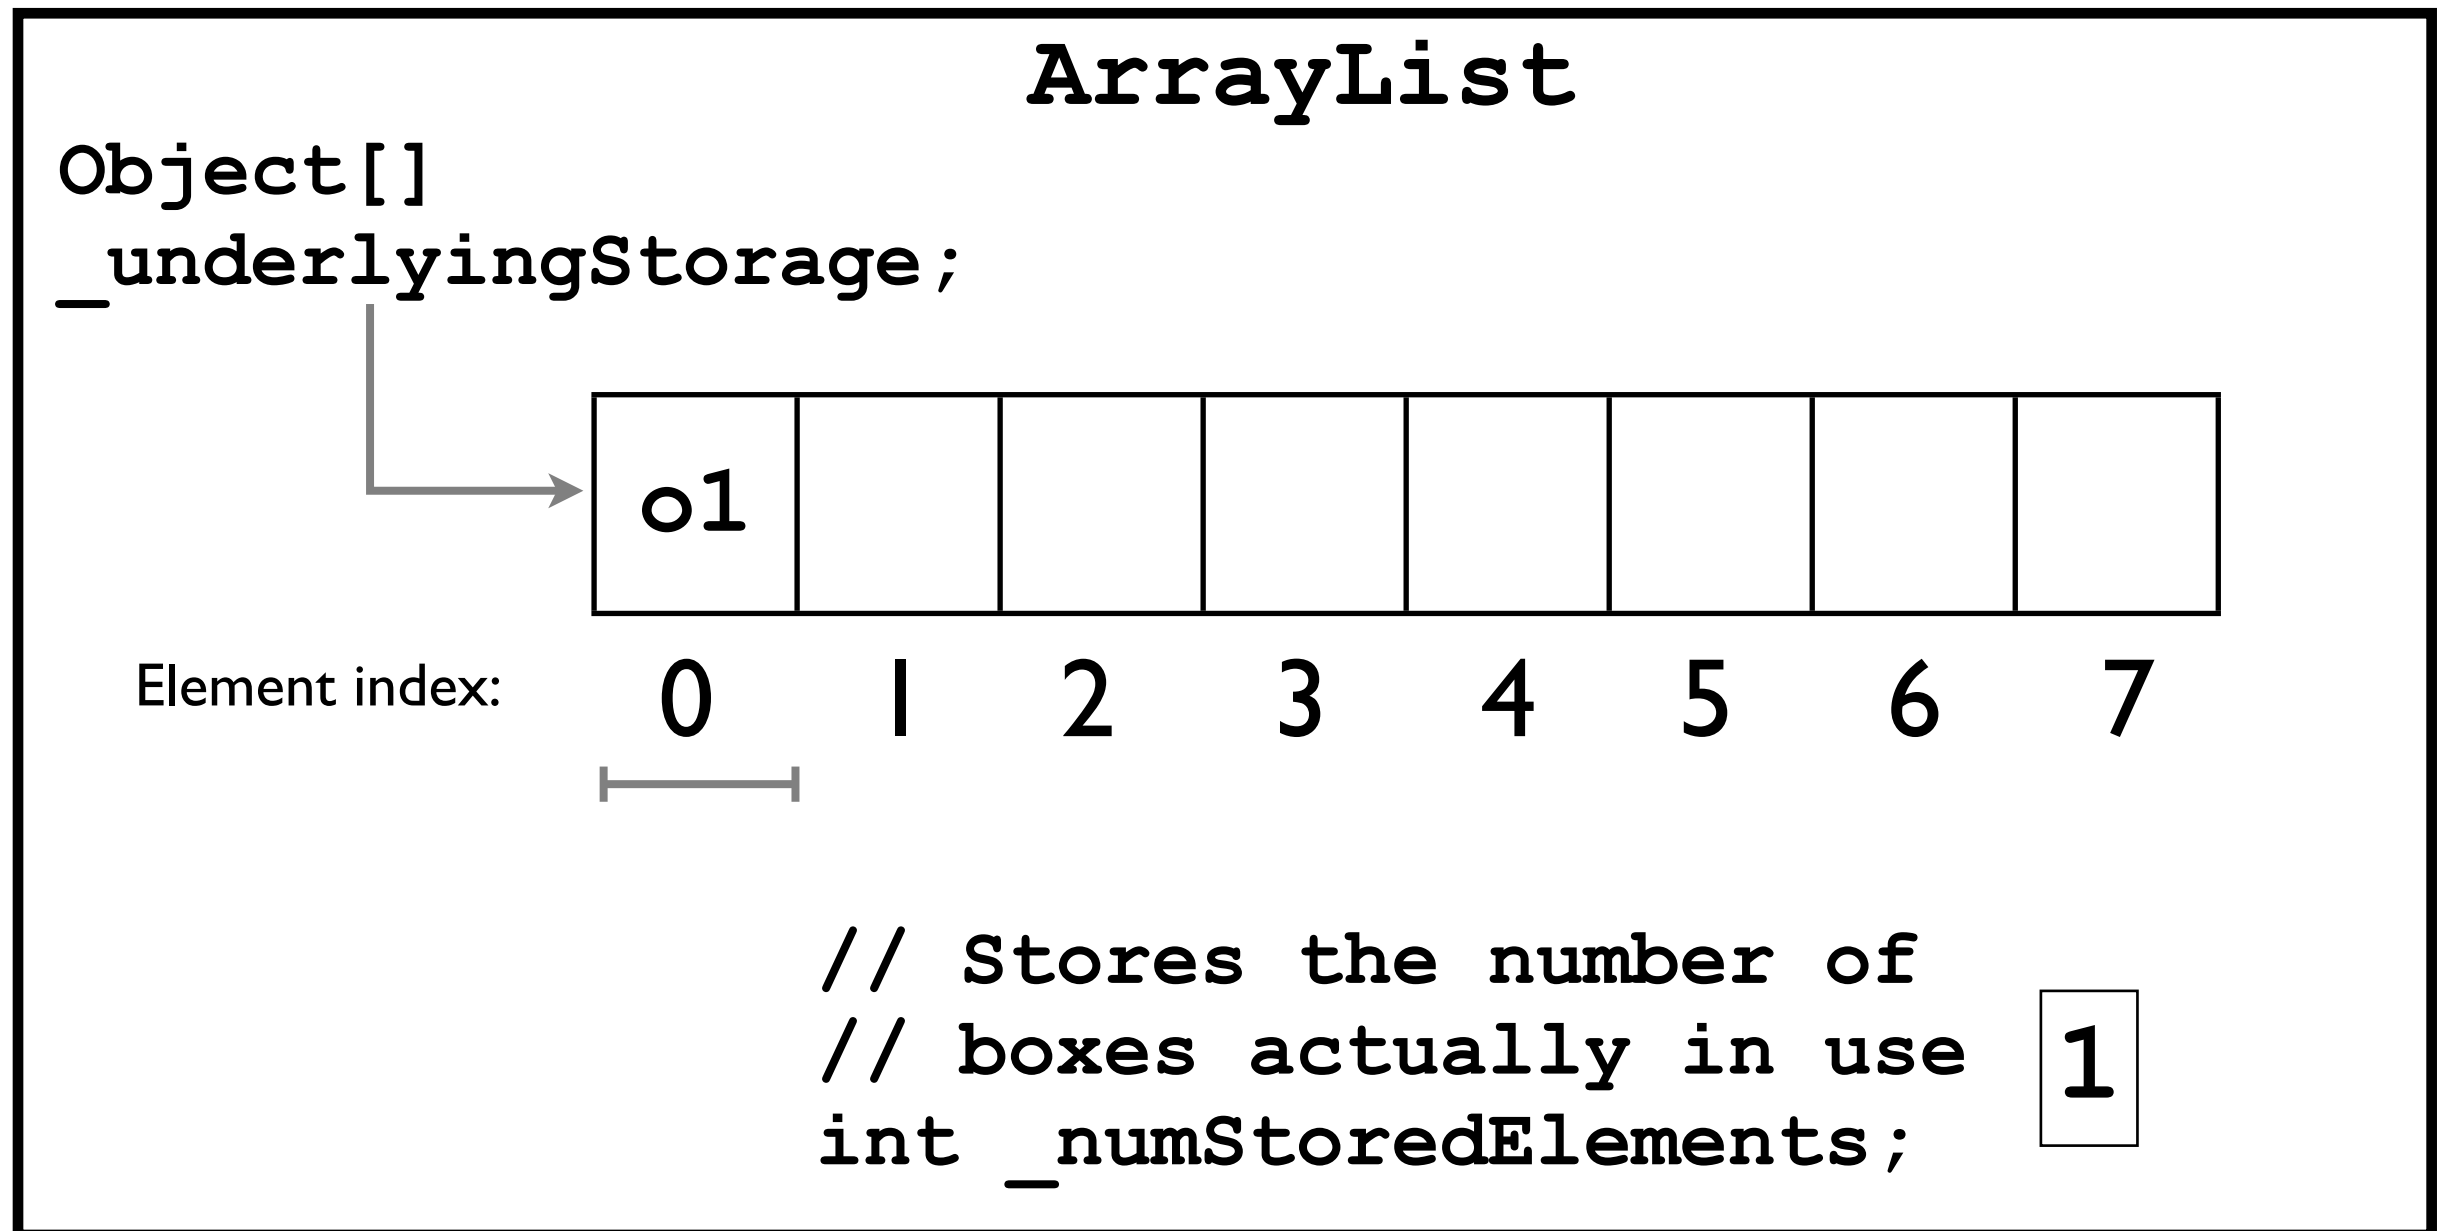 ArrayList
Object[]
_underlyingStorage;
o1
Element index: 0 1 2 3 4 5 6 7
// Stores the number of
// boxes actually in use
1
int _numStoredElements;